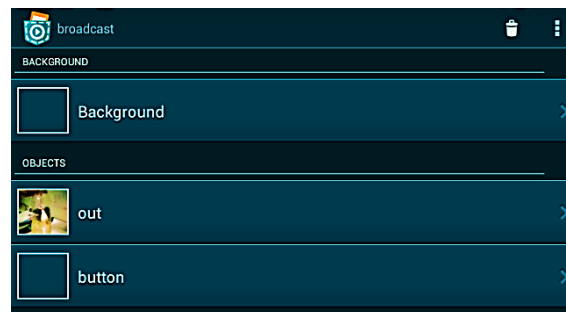 broadcast
BACKGROUND
Background
OBJECTS
out
button